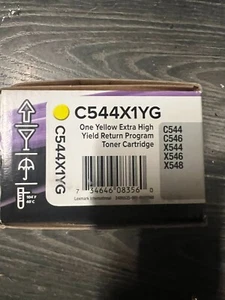 C544X1YG
One Yellow Extra High
Yield Return Program
Toner Cartridge
C544
C546
X544
X546
X548
C544X1YG
7 34646 08356 0